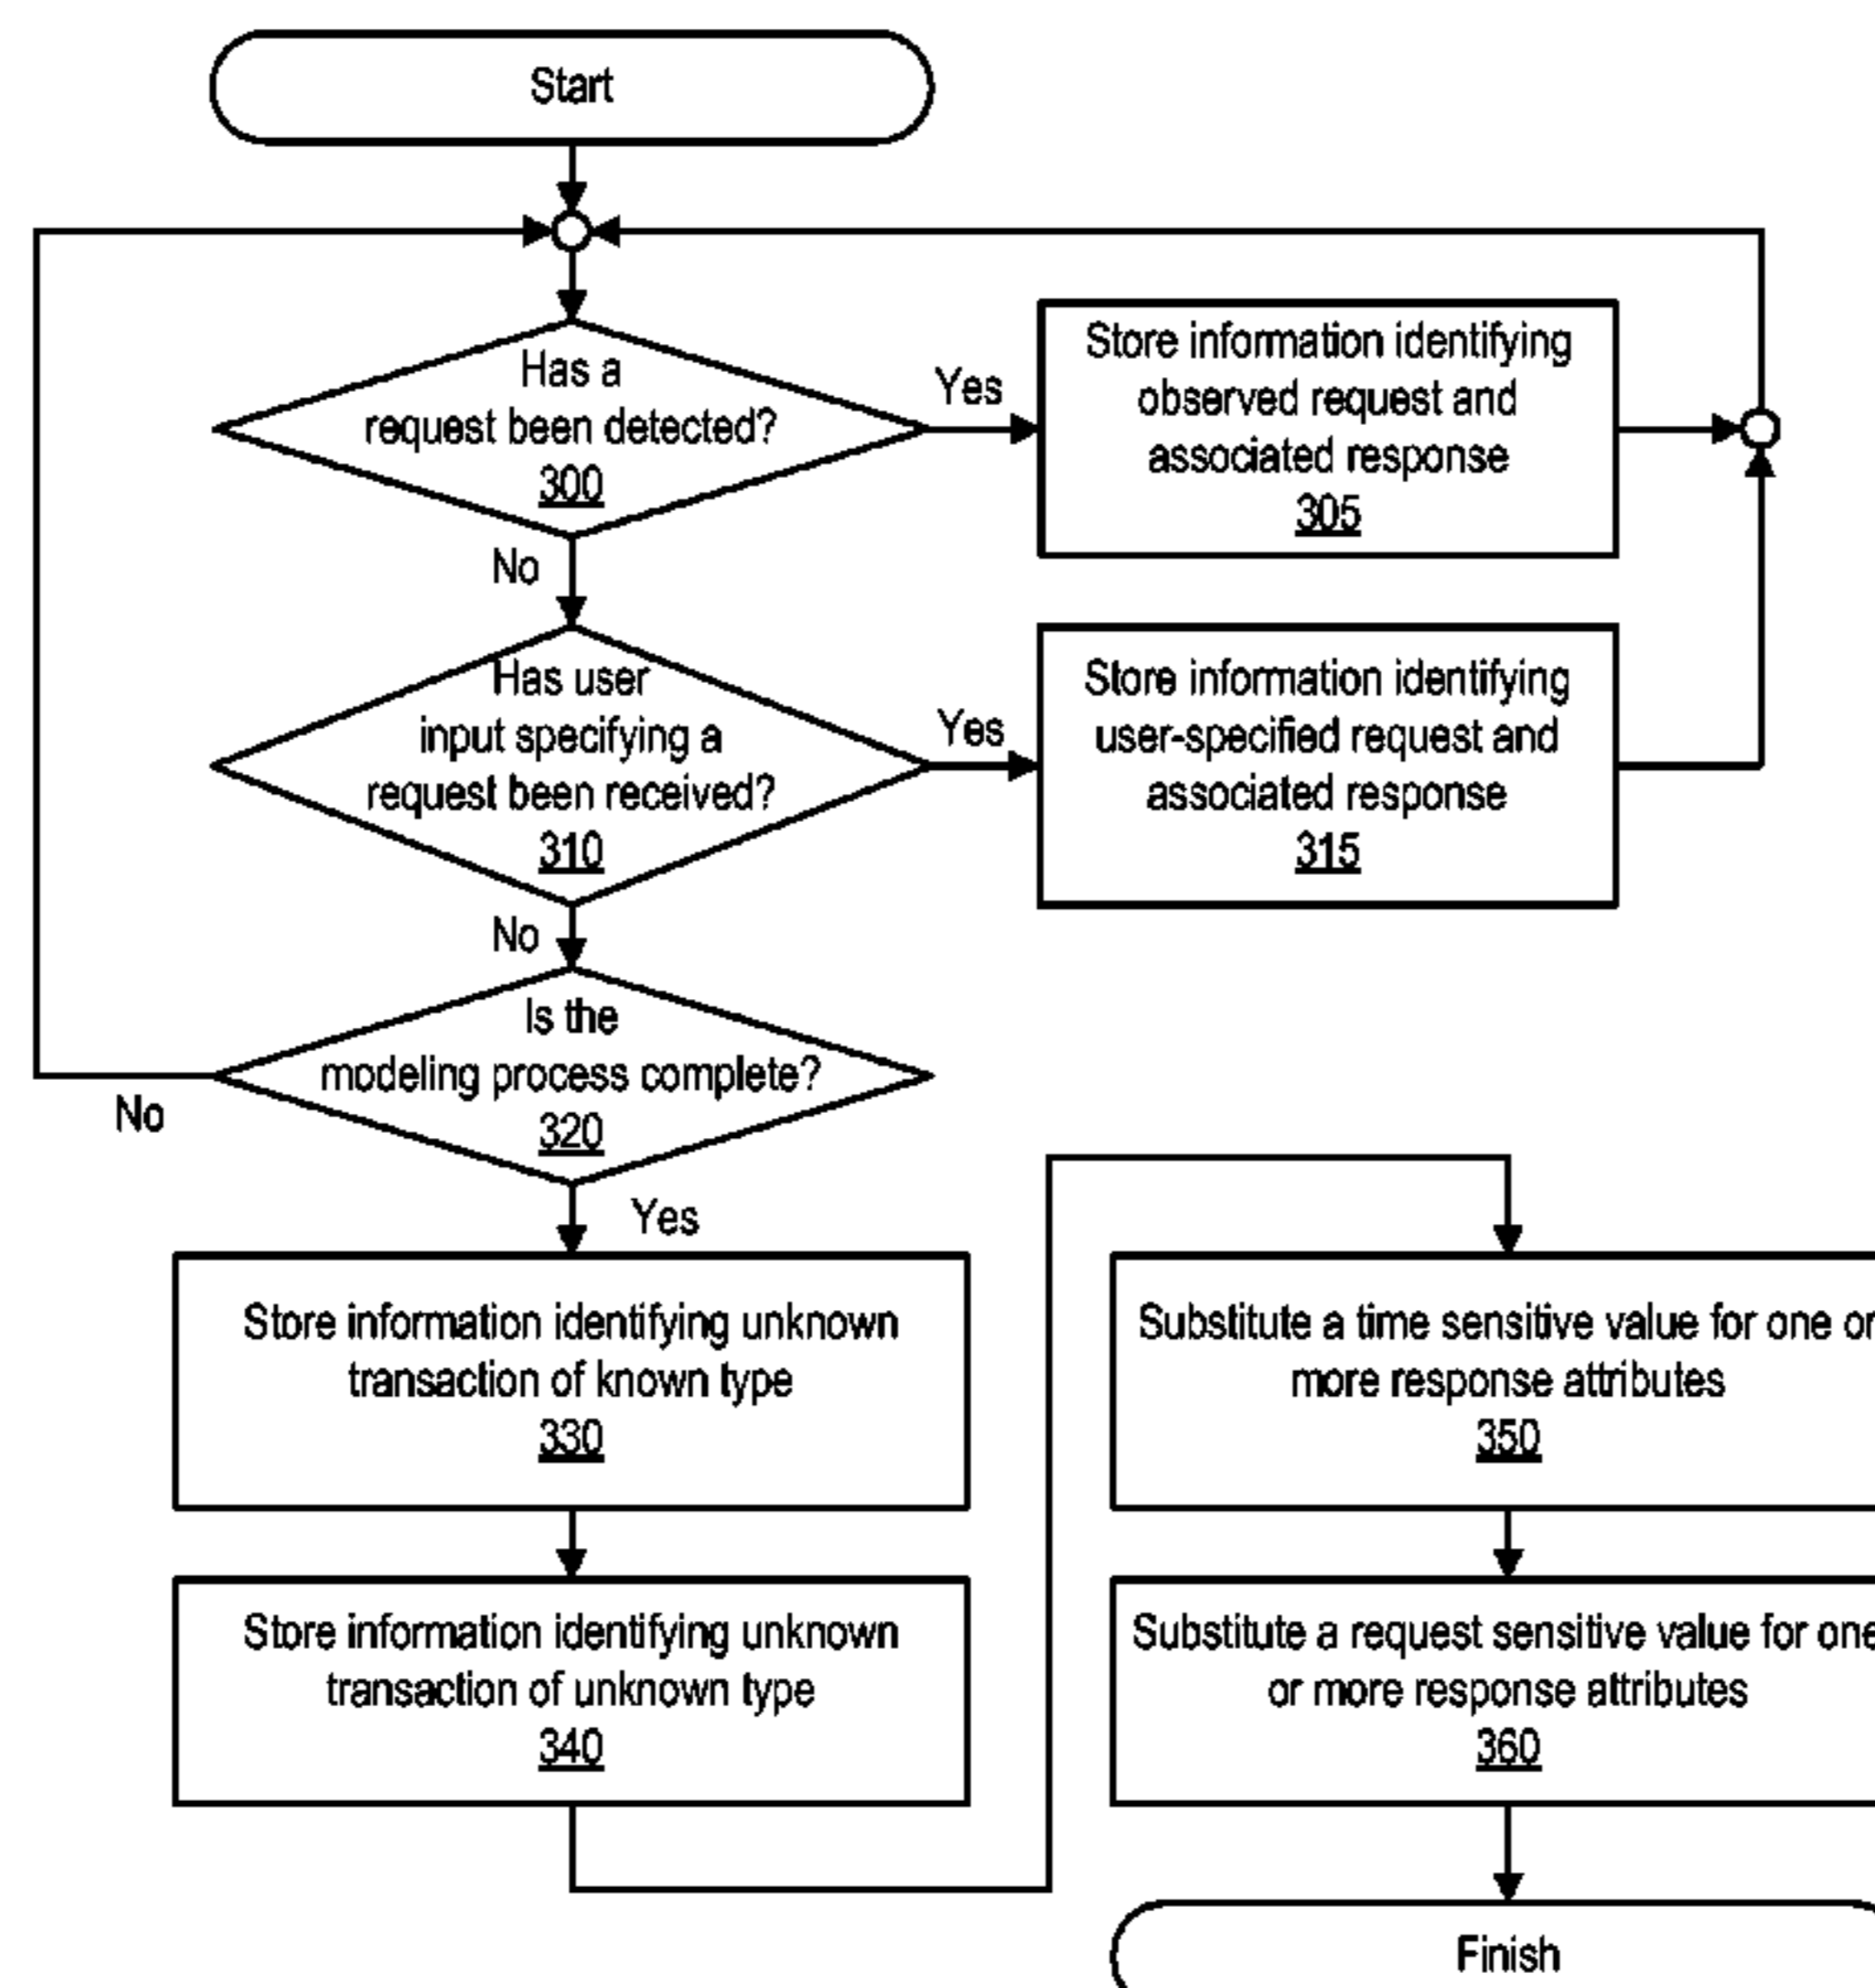 Start
Has a
request been detected?
300
Yes
Store information identifying
observed request and
associated response
305
No
Has user
input specifying a
request been received?
310
Yes
Store information identifying
user-specified request and
associated response
315
No
Is the
modeling process complete?
320
No
Yes
Store information identifying unknown
transaction of known type
330
Store information identifying unknown
transaction of unknown type
340
Substitute a time sensitive value for one or
more response attributes
350
Substitute a request sensitive value for one
or more response attributes
360
Finish